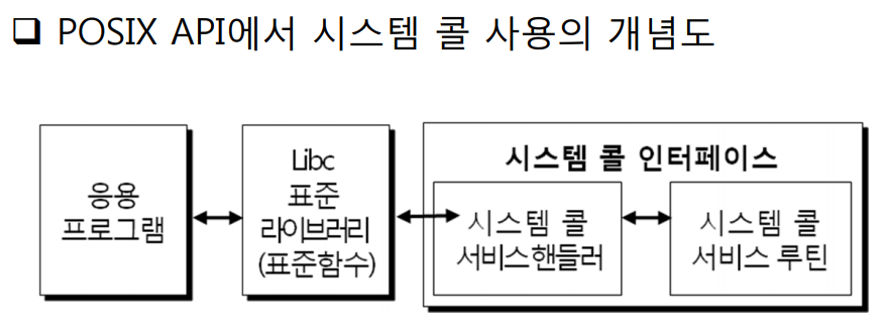 ❑ POSIX API에서 시스템 콜 사용의 개념도
응용
프로그램
Libc
표준
라이브러리
(표준함수)
시스템 콜 인터페이스
시스템 콜
서비스핸들러
시스템 콜
서비스 루틴